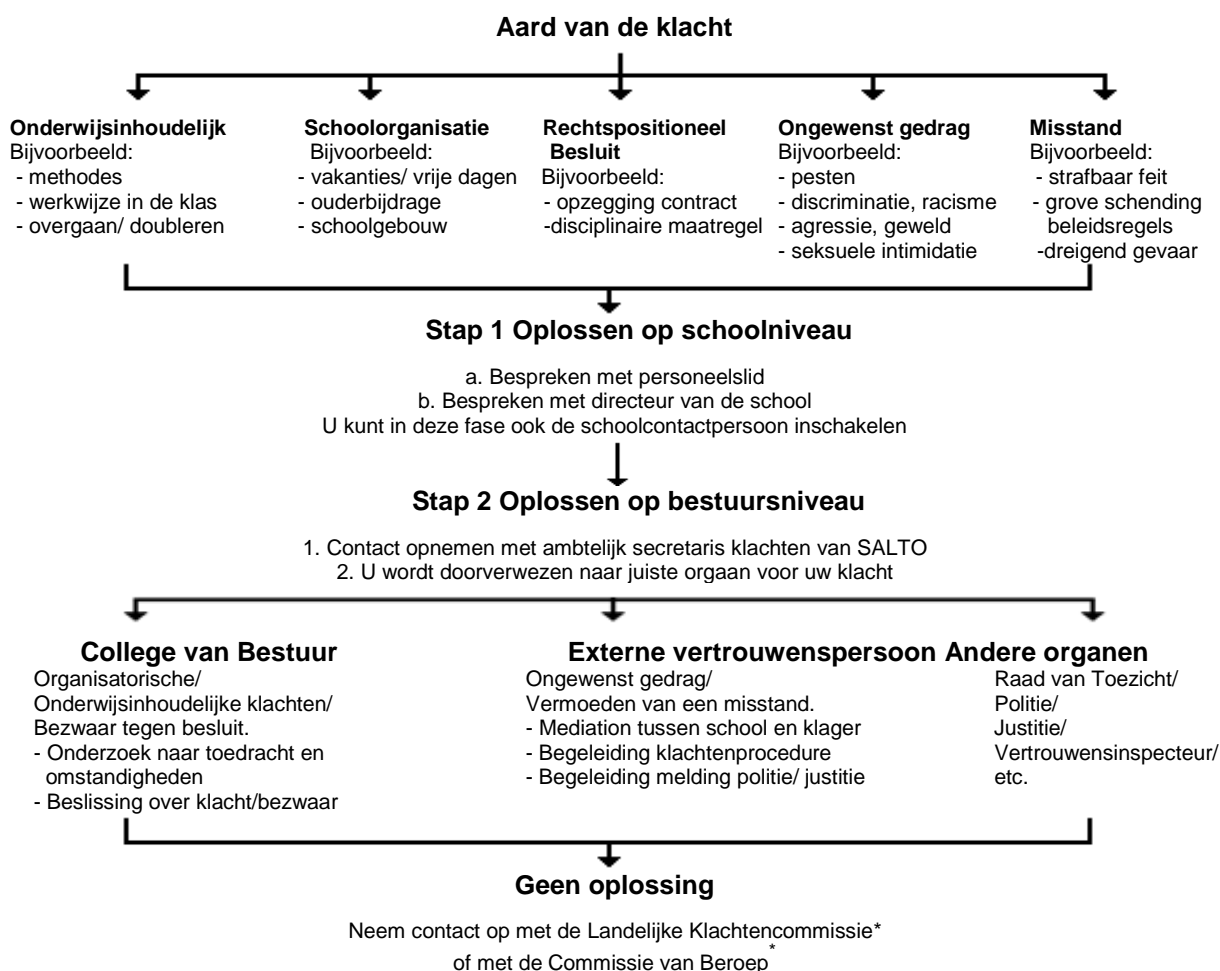 Aard van de klacht
Onderwijsinhoudelijk
Bijvoorbeeld:
- methodes
- werkwijze in de klas
- overgaan/ doubleren
Schoolorganisatie
Bijvoorbeeld:
- vakanties/ vrije dagen
- ouderbijdrage
- schoolgebouw
Rechtspositioneel
Besluit
Bijvoorbeeld:
- opzegging contract
-disciplinaire maatregel
Ongewenst gedrag
Bijvoorbeeld:
- pesten
- discriminatie, racisme
- agressie, geweld
- seksuele intimidatie
Misstand
Bijvoorbeeld:
- strafbaar feit
- grove schending
beleidsregels
-dreigend gevaar
Stap 1 Oplossen op schoolniveau
a. Bespreken met personeelslid
b. Bespreken met directeur van de school
U kunt in deze fase ook de schoolcontactpersoon inschakelen
Stap 2 Oplossen op bestuursniveau
1. Contact opnemen met ambtelijk secretaris klachten van SALTO
2. U wordt doorverwezen naar juiste orgaan voor uw klacht
College van Bestuur
Organisatorische/
Onderwijsinhoudelijke klachten/
Bezwaar tegen besluit.
- Onderzoek naar toedracht en
omstandigheden
- Beslissing over klacht/bezwaar
Externe vertrouwenspersoon
Ongewenst gedrag/
Vermoeden van een misstand.
- Mediation tussen school en klager
- Begeleiding klachtenprocedure
- Begeleiding melding politie/ justitie
Andere organen
Raad van Toezicht/
Politie/
Justitie/
Vertrouwensinspecteur/
etc.
Geen oplossing
Neem contact op met de Landelijke Klachtencommissie*
of met de Commissie van Beroep*